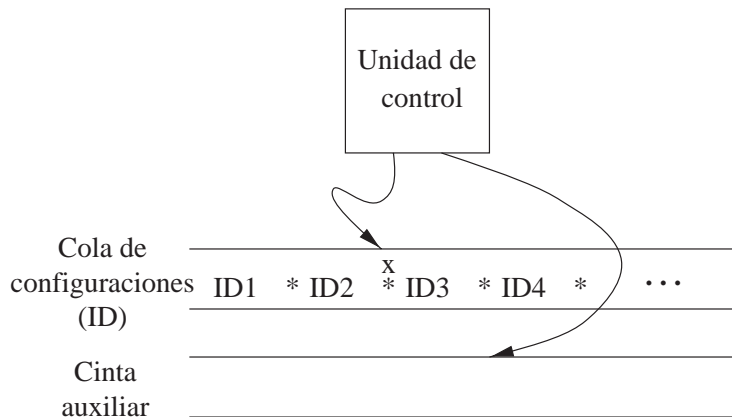 Unidad de
control
Cola de
configuraciones
(ID)
x
ID1 * ID2 * ID3 * ID4 * ···
Cinta
auxiliar